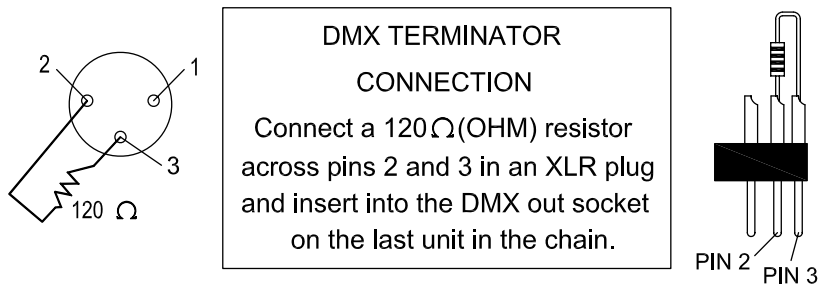 2
1
3
120 Ω
DMX TERMINATOR
CONNECTION
Connect a 120Ω(OHM) resistor
across pins 2 and 3 in an XLR plug
and insert into the DMX out socket
on the last unit in the chain.
PIN 2
PIN 3